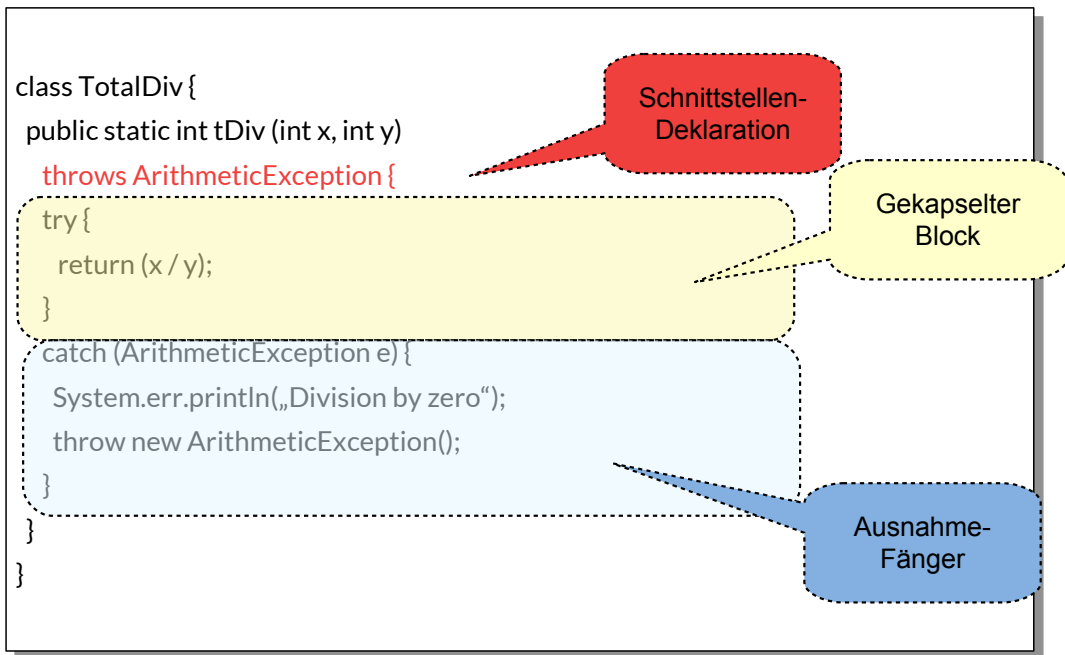 class TotalDiv {
public static int tDiv (int x, int y)
throws ArithmeticException {
try {
return (x / y);
}
catch (ArithmeticException e) {
System.err.println(„Division by zero“);
throw new ArithmeticException();
}
}
}
Schnittstellen-
Deklaration
Gekapselter
Block
Ausnahme-
Fänger